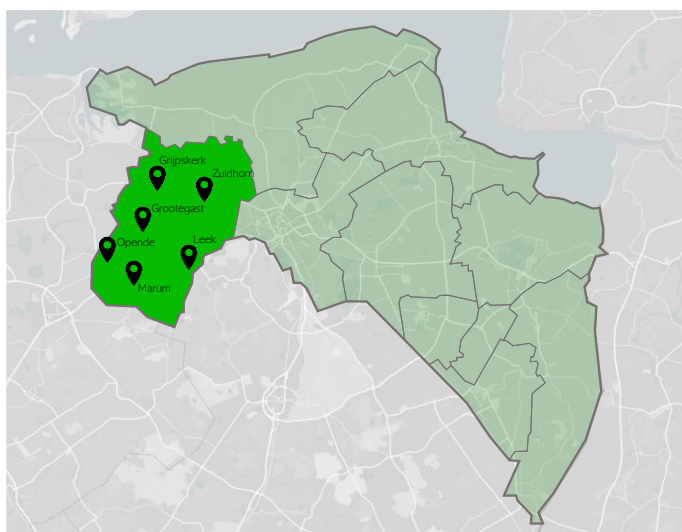 Grijpskerk
Zuidhorn
Grootegast
Opende
Leek
Marum